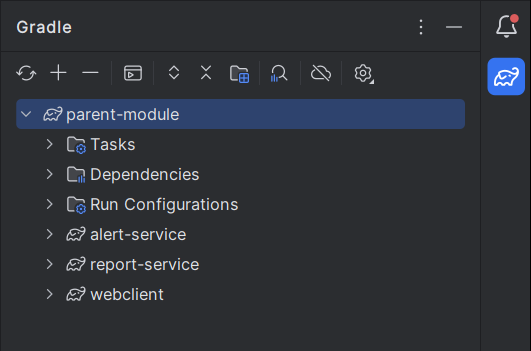 Gradle
parent-module
Tasks
Dependencies
Run Configurations
alert-service
report-service
webclient